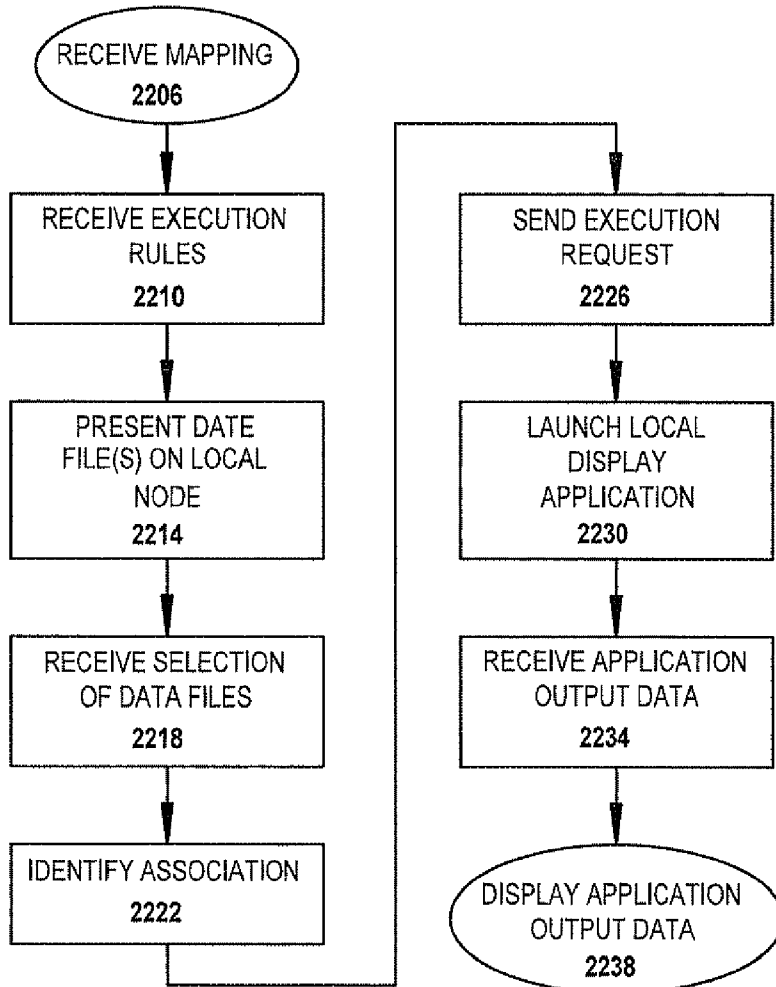 RECEIVE MAPPING
2206
RECEIVE EXECUTION
RULES
2210
PRESENT DATE
FILE(S) ON LOCAL
NODE
2214
RECEIVE SELECTION
OF DATA FILES
2218
IDENTIFY ASSOCIATION
2222
SEND EXECUTION
REQUEST
2226
LAUNCH LOCAL
DISPLAY
APPLICATION
2230
RECEIVE APPLICATION
OUTPUT DATA
2234
DISPLAY APPLICATION
OUTPUT DATA
2238